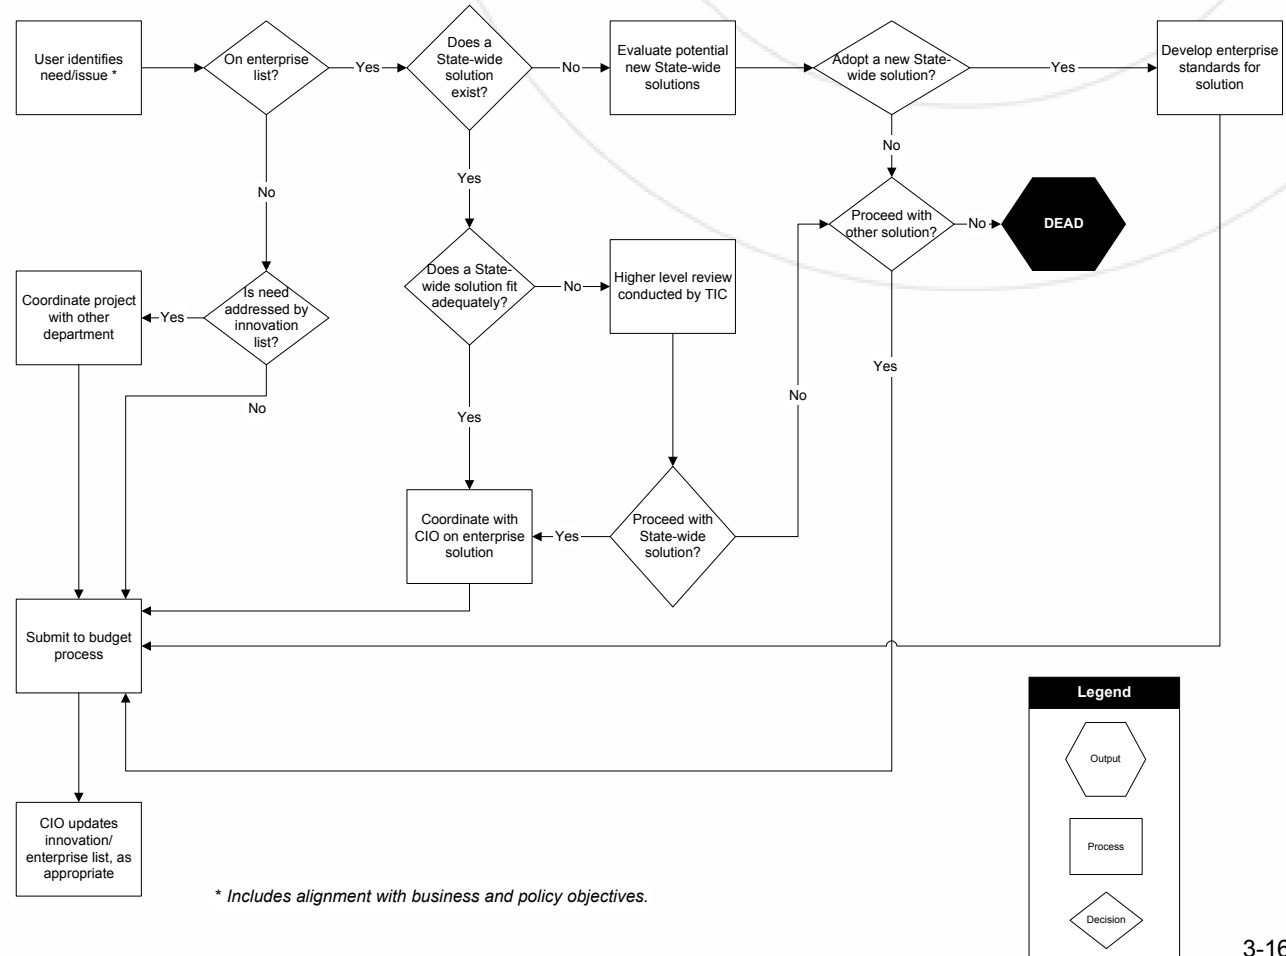 User identifies
need/issue *
On enterprise
list?
Yes
Does a
State-wide
solution
exist?
No
Evaluate potential
new State-wide
solutions
Adopt a new State-
wide solution?
Yes
Develop enterprise
standards for
solution
No
Yes
No
Proceed with
other solution?
No
DEAD
Coordinate project
with other
department
Yes
Is need
addressed by
innovation
list?
No
Does a State-
wide solution fit
adequately?
No
Higher level review
conducted by TIC
Yes
No
Yes
Coordinate with
CIO on enterprise
solution
Yes
Proceed with
State-wide
solution?
Submit to budget
process
CIO updates
innovation/
enterprise list, as
appropriate
* Includes alignment with business and policy objectives.
Legend
Output
Process
Decision
3-16